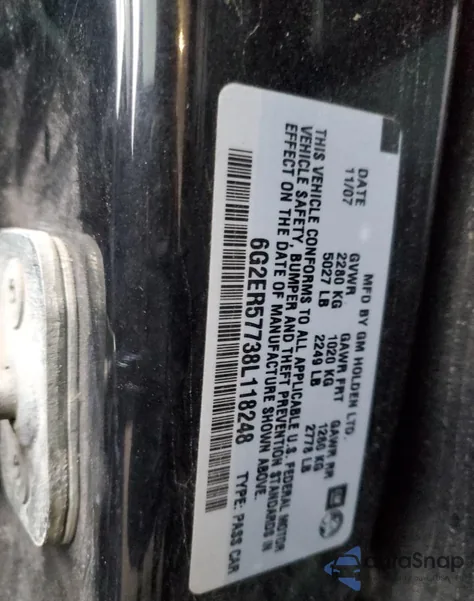 MFD BY GM HOLDEN LTD.
DATE GVWR GAWR FRT GAWR RR
11/07 2280 KG 1020 KG 1260 KG
5027 LB 2249 LB 2778 LB
THIS VEHICLE CONFORMS TO ALL APPLICABLE U.S. FEDERAL MOTOR
VEHICLE SAFETY, BUMPER AND THEFT PREVENTION STANDARDS IN
EFFECT ON THE DATE OF MANUFACTURE SHOWN ABOVE.
6G2ER57738L118248 TYPE: PASS CAR
GM